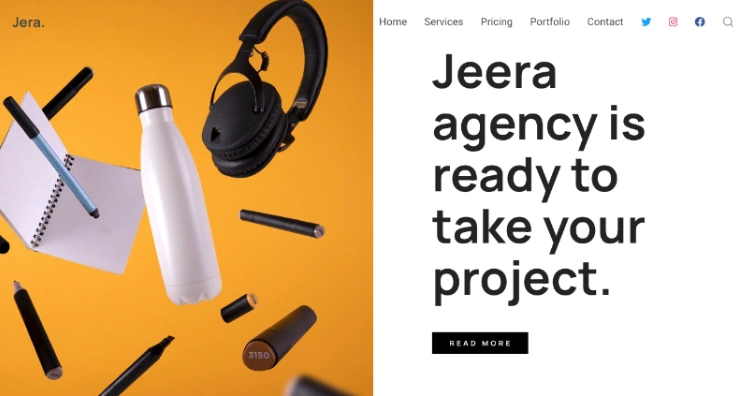 Jera.
Home Services Pricing Portfolio Contact
Jeera
agency is
ready to
take your
project.
READ MORE
3150